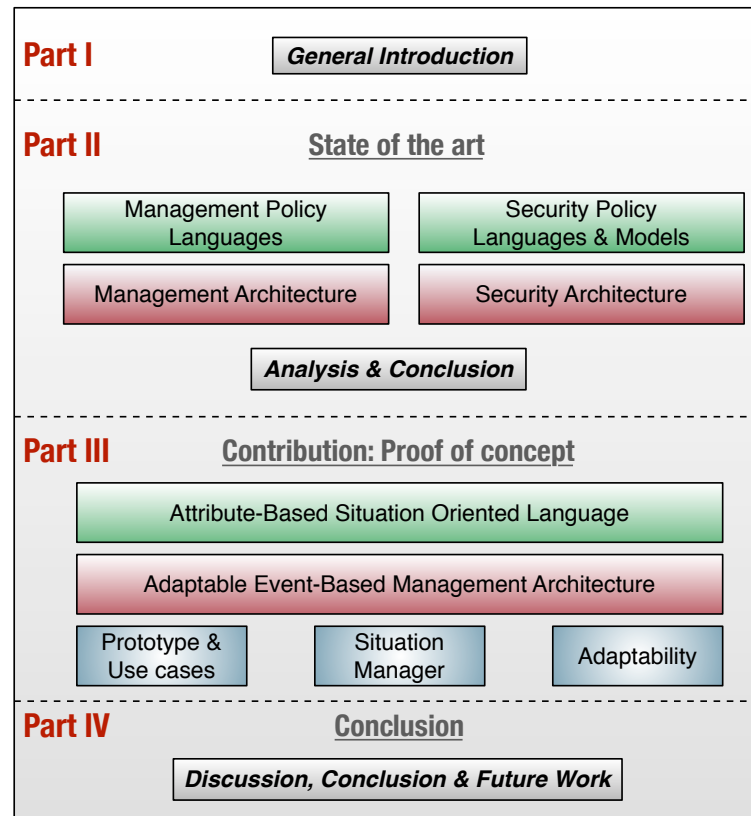 Part I
General Introduction
Part II
State of the art
Management Policy
Languages
Security Policy
Languages & Models
Management Architecture
Security Architecture
Analysis & Conclusion
Part III
Contribution: Proof of concept
Attribute-Based Situation Oriented Language
Adaptable Event-Based Management Architecture
Prototype &
Use cases
Situation
Manager
Adaptability
Part IV
Conclusion
Discussion, Conclusion & Future Work